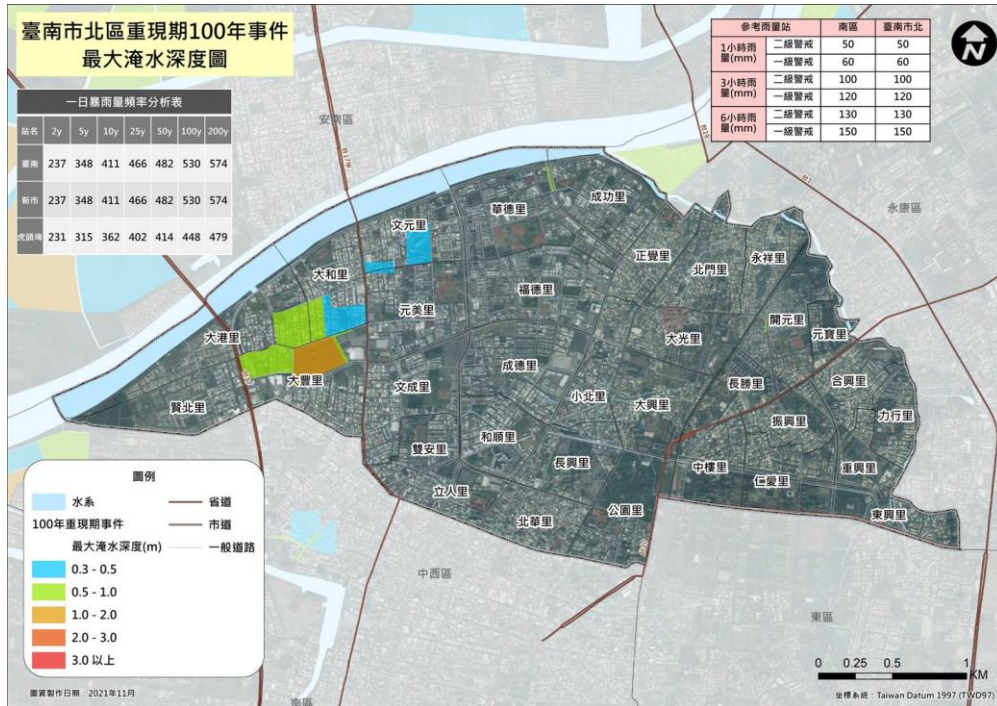 臺南市北區重現期100年事件
最大淹水深度圖
一日暴雨量頻率分析表
站名 2y 5y 10y 25y 50y 100y 200y
臺南 237 348 411 466 482 530 574
新市 237 348 411 466 482 530 574
虎頭埤 231 315 362 402 414 448 479
參考雨量站 南區 臺南市北
1小時雨量(mm) 二級警戒 50 50
一級警戒 60 60
3小時雨量(mm) 二級警戒 100 100
一級警戒 120 120
6小時雨量(mm) 二級警戒 130 130
一級警戒 150 150
N
安南區
台17甲
台19
台1
永康區
成功里
華德里
文元里
正覺里
北門里
永祥里
大和里
福德里
元美里
開元里
元寶里
大港里
大光里
成德里
大豐里
文成里
長勝里
合興里
賢北里
小北里
大興里
振興里
力行里
和順里
雙安里
長興里
中樓里
仁愛里
重興里
立人里
公園里
北華里
東興里
中西區
東區
南區
圖例
水系 省道
100年重現期事件 市道
最大淹水深度(m) 一般道路
0.3 - 0.5
0.5 - 1.0
1.0 - 2.0
2.0 - 3.0
3.0 以上
圖資製作日期：2021年11月
0 0.25 0.5 1
KM
坐標系統：Taiwan Datum 1997 (TWD97)